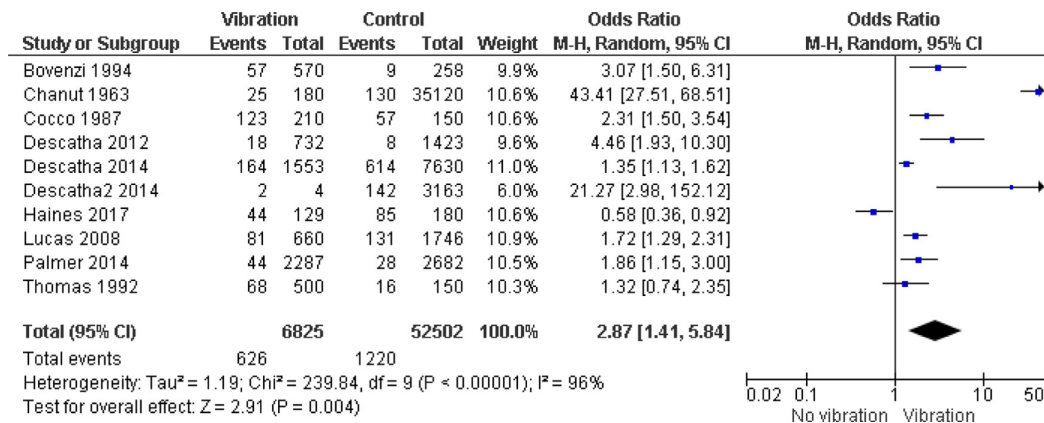 Vibration Control Odds Ratio Odds Ratio
Study or Subgroup Events Total Events Total Weight M-H, Random, 95% CI M-H, Random, 95% CI
Bovenzi 1994 57 570 9 258 9.9% 3.07 [1.50, 6.31]
Chanut 1963 25 180 130 35120 10.6% 43.41 [27.51, 68.51]
Cocco 1987 123 210 57 150 10.6% 2.31 [1.50, 3.54]
Descatha 2012 18 732 8 1423 9.6% 4.46 [1.93, 10.30]
Descatha 2014 164 1553 614 7630 11.0% 1.35 [1.13, 1.62]
Descatha2 2014 2 4 142 3163 6.0% 21.27 [2.98, 152.12]
Haines 2017 44 129 85 180 10.6% 0.58 [0.36, 0.92]
Lucas 2008 81 660 131 1746 10.9% 1.72 [1.29, 2.31]
Palmer 2014 44 2287 28 2682 10.5% 1.86 [1.15, 3.00]
Thomas 1992 68 500 16 150 10.3% 1.32 [0.74, 2.35]
Total (95% CI) 6825 52502 100.0% 2.87 [1.41, 5.84]
Total events 626 1220
Heterogeneity: Tau² = 1.19; Chi² = 239.84, df = 9 (P < 0.00001); I² = 96%
Test for overall effect: Z = 2.91 (P = 0.004)
0.02 0.1 1 10 50
No vibration Vibration